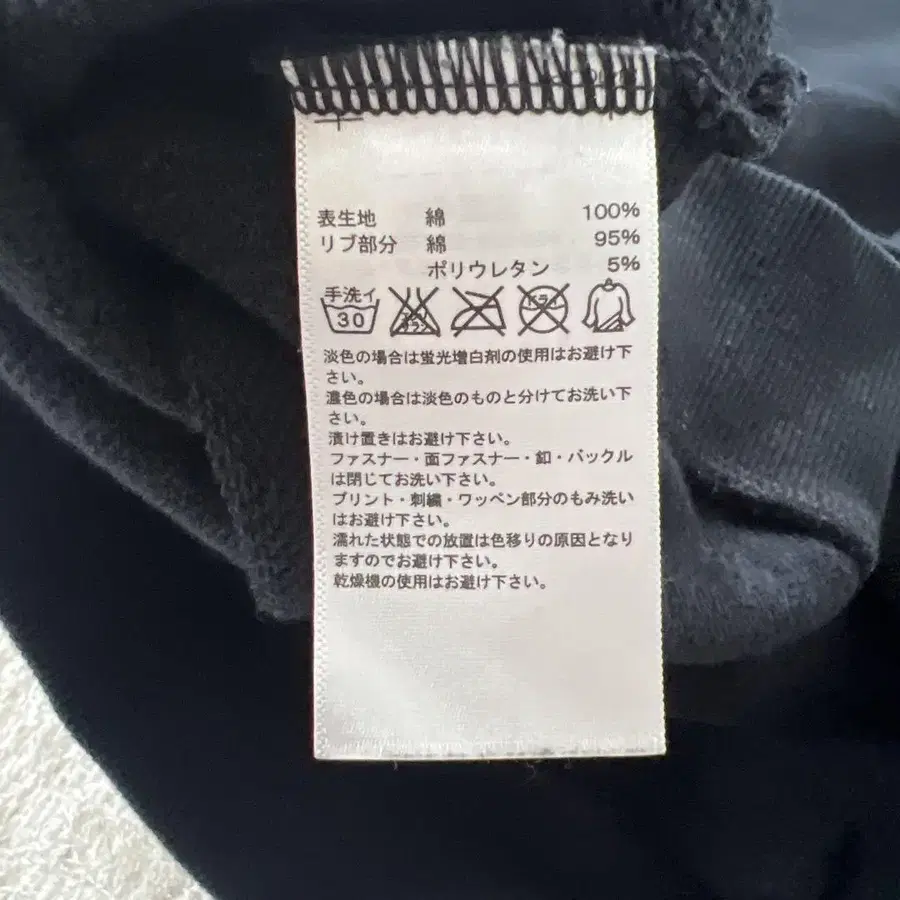 表生地 綿 100%
リブ部分 綿 95%
ポリウレタン 5%
手洗イ
30
ドライ
淡色の場合は蛍光増白剤の使用はお避け下
さい。
濃色の場合は淡色のものと分けてお洗い下
さい。
漬け置きはお避け下さい。
ファスナー・面ファスナー・釦・バックル
は閉じてお洗い下さい。
プリント・刺繍・ワッペン部分のもみ洗い
はお避け下さい。
濡れた状態での放置は色移りの原因となり
ますのでお避け下さい。
乾燥機の使用はお避け下さい。